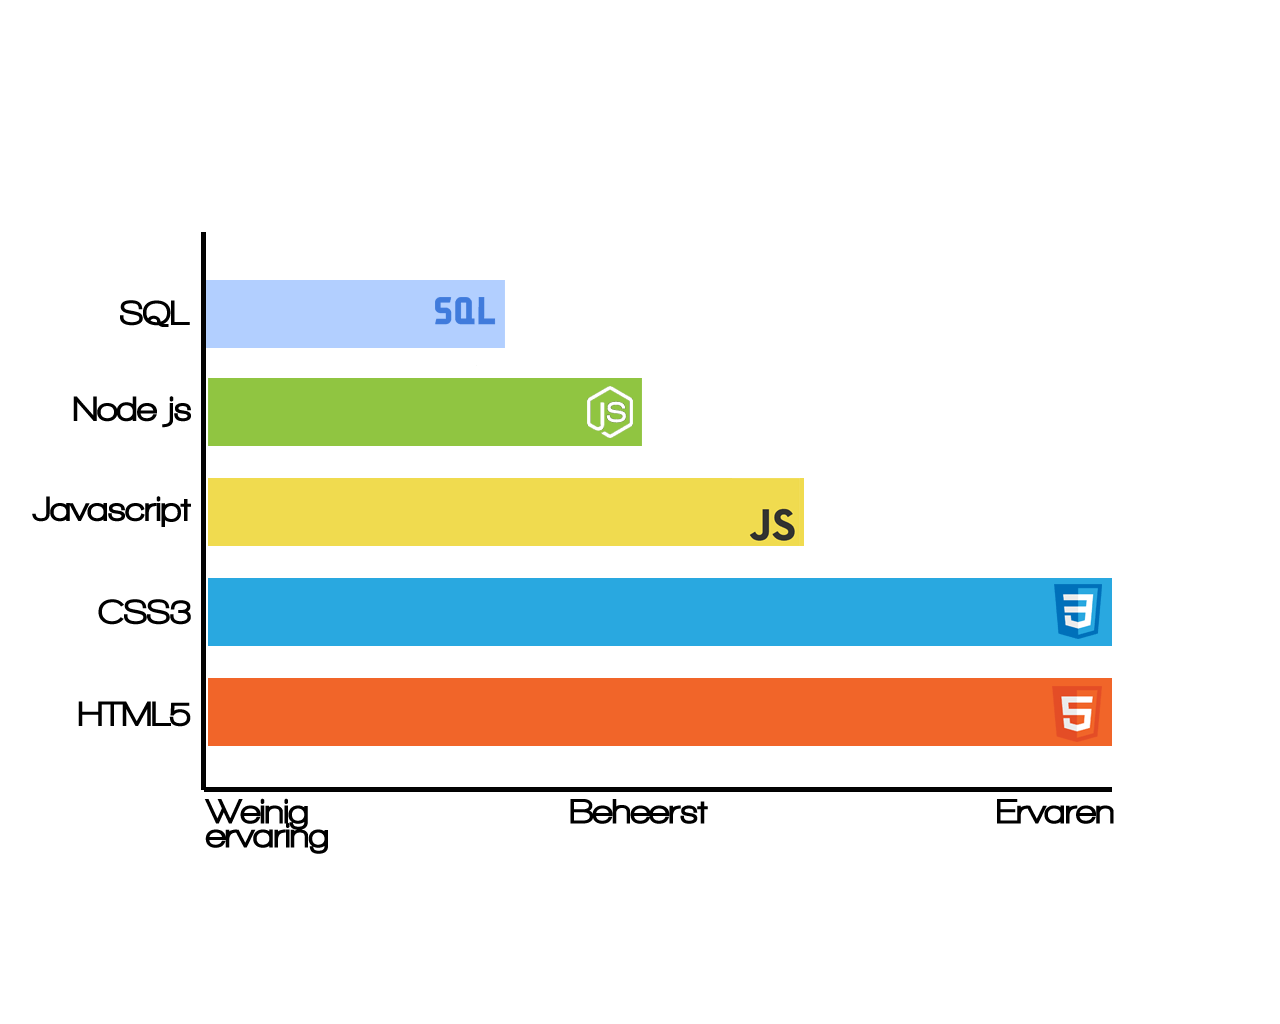 SQL
SQL
Node js
JS
Javascript
JS
CSS3
3
HTML5
5
Weinig
ervaring
Beheerst
Ervaren